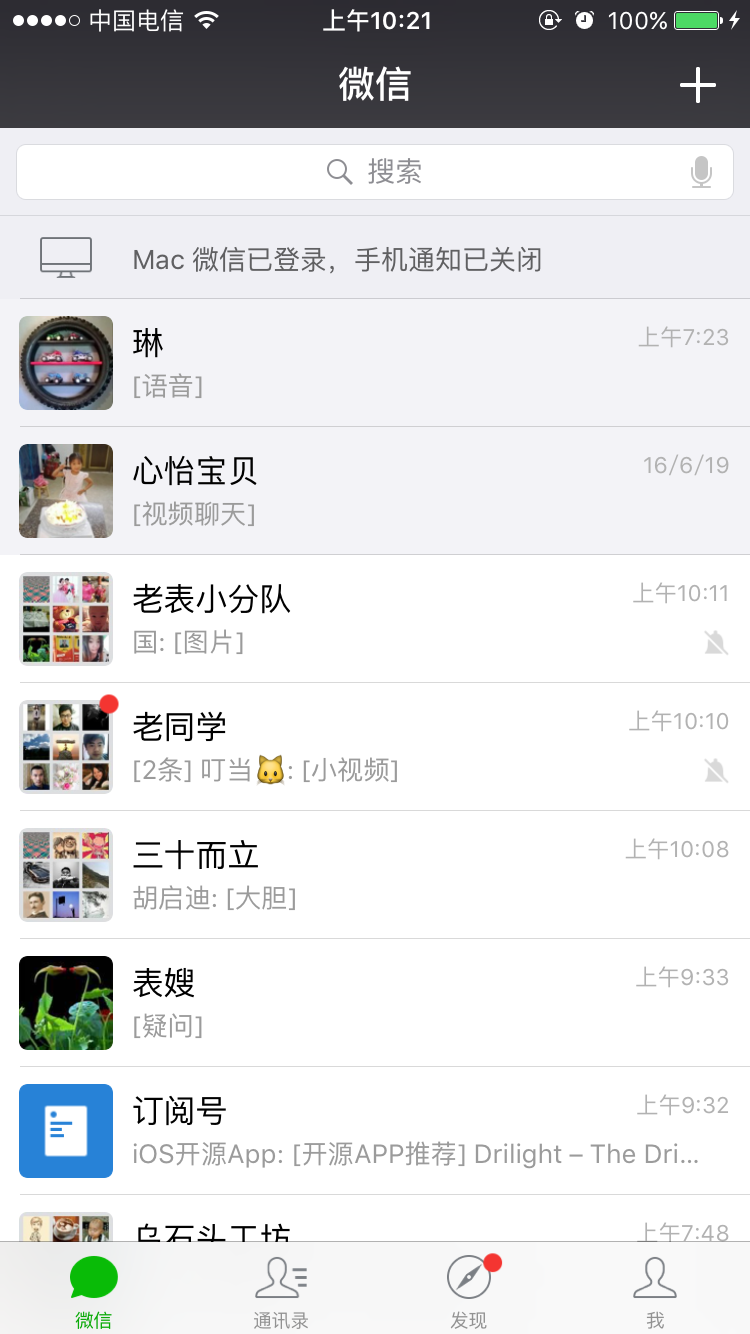 中国电信 上午10:21 100%
微信
搜索
Mac 微信已登录，手机通知已关闭
琳 上午7:23
[语音]
心怡宝贝 16/6/19
[视频聊天]
老表小分队 上午10:11
国: [图片]
老同学 上午10:10
[2条] 叮当🐱: [小视频]
三十而立 上午10:08
胡启迪: [大胆]
表嫂 上午9:33
[疑问]
订阅号 上午9:32
iOS开源App: [开源APP推荐] Drilight – The Dri...
乌石头工坊 上午7:48
微信 通讯录 发现 我